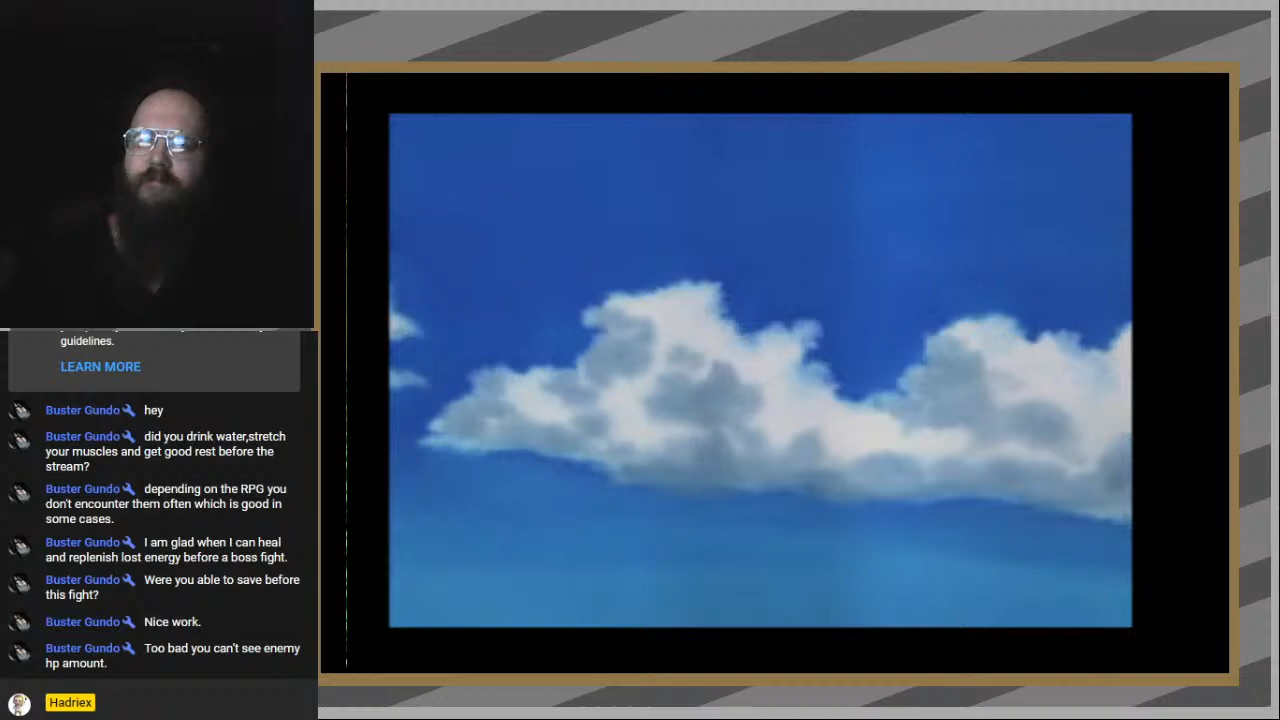 guidelines.
LEARN MORE
Buster Gundo hey
Buster Gundo did you drink water,stretch
your muscles and get good rest before the
stream?
Buster Gundo depending on the RPG you
don't encounter them often which is good in
some cases.
Buster Gundo I am glad when I can heal
and replenish lost energy before a boss fight.
Buster Gundo Were you able to save before
this fight?
Buster Gundo Nice work.
Buster Gundo Too bad you can't see enemy
hp amount.
Hadriex